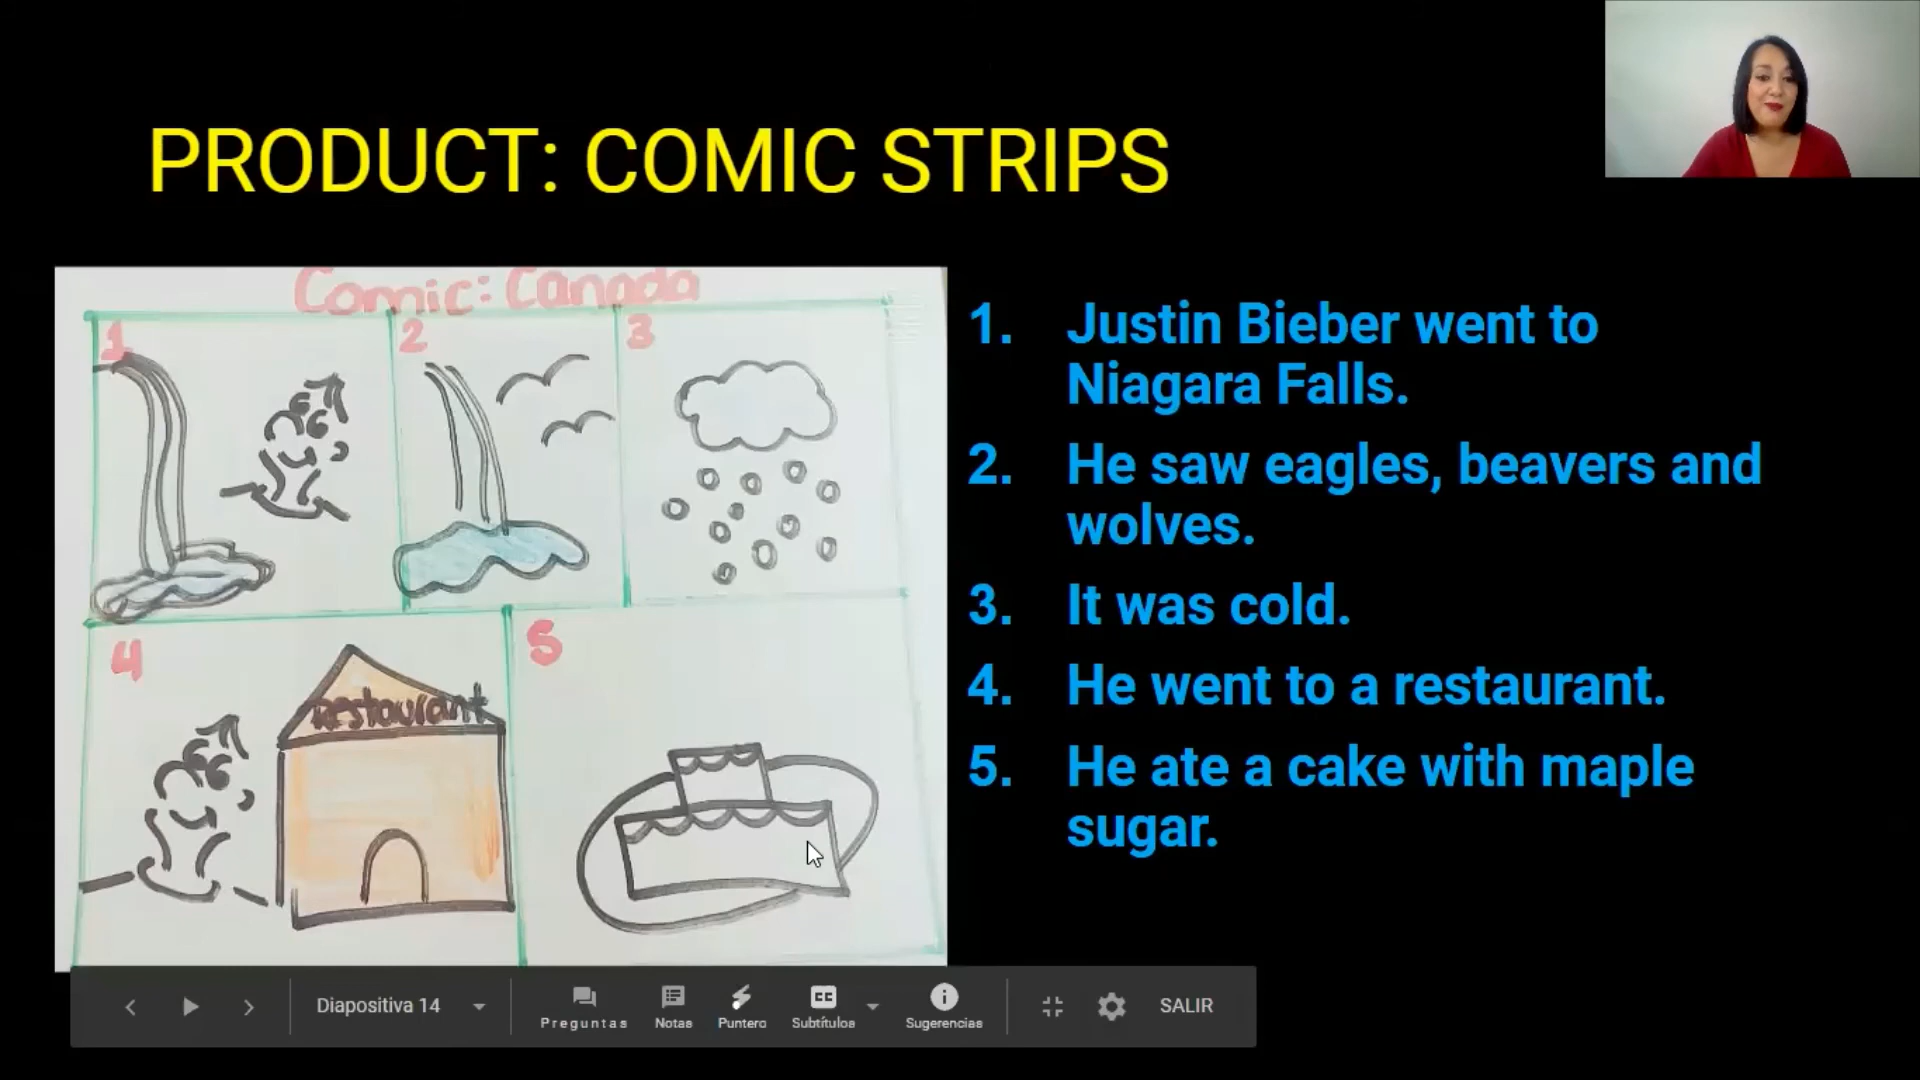 PRODUCT: COMIC STRIPS
Comic: Canada
1
2
3
4
Restaurant
5
1. Justin Bieber went to
Niagara Falls.
2. He saw eagles, beavers and
wolves.
3. It was cold.
4. He went to a restaurant.
5. He ate a cake with maple
sugar.
Diapositiva 14
Preguntas
Notas
Puntero
CC
Subtítulos
Sugerencias
SALIR